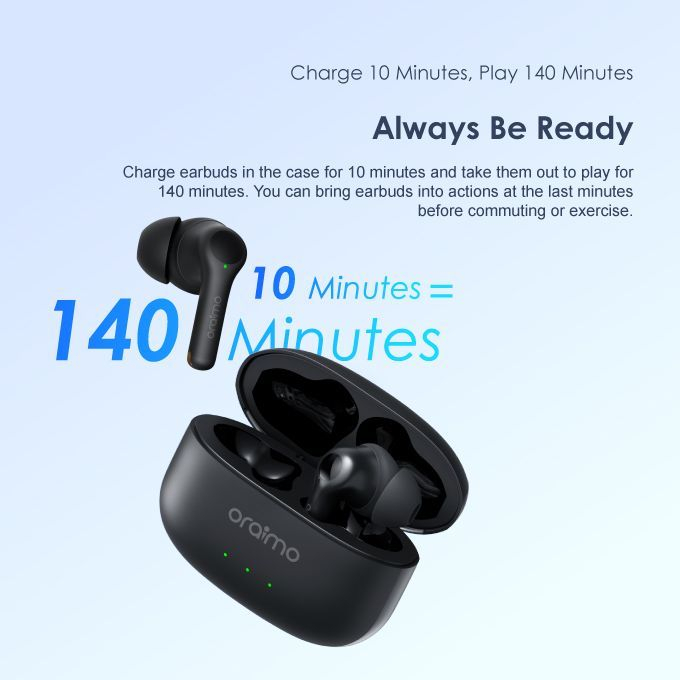 Charge 10 Minutes, Play 140 Minutes
Always Be Ready
Charge earbuds in the case for 10 minutes and take them out to play for
140 minutes. You can bring earbuds into actions at the last minutes
before commuting or exercise.
10 Minutes =
140 Minutes
oraimo
oraimo